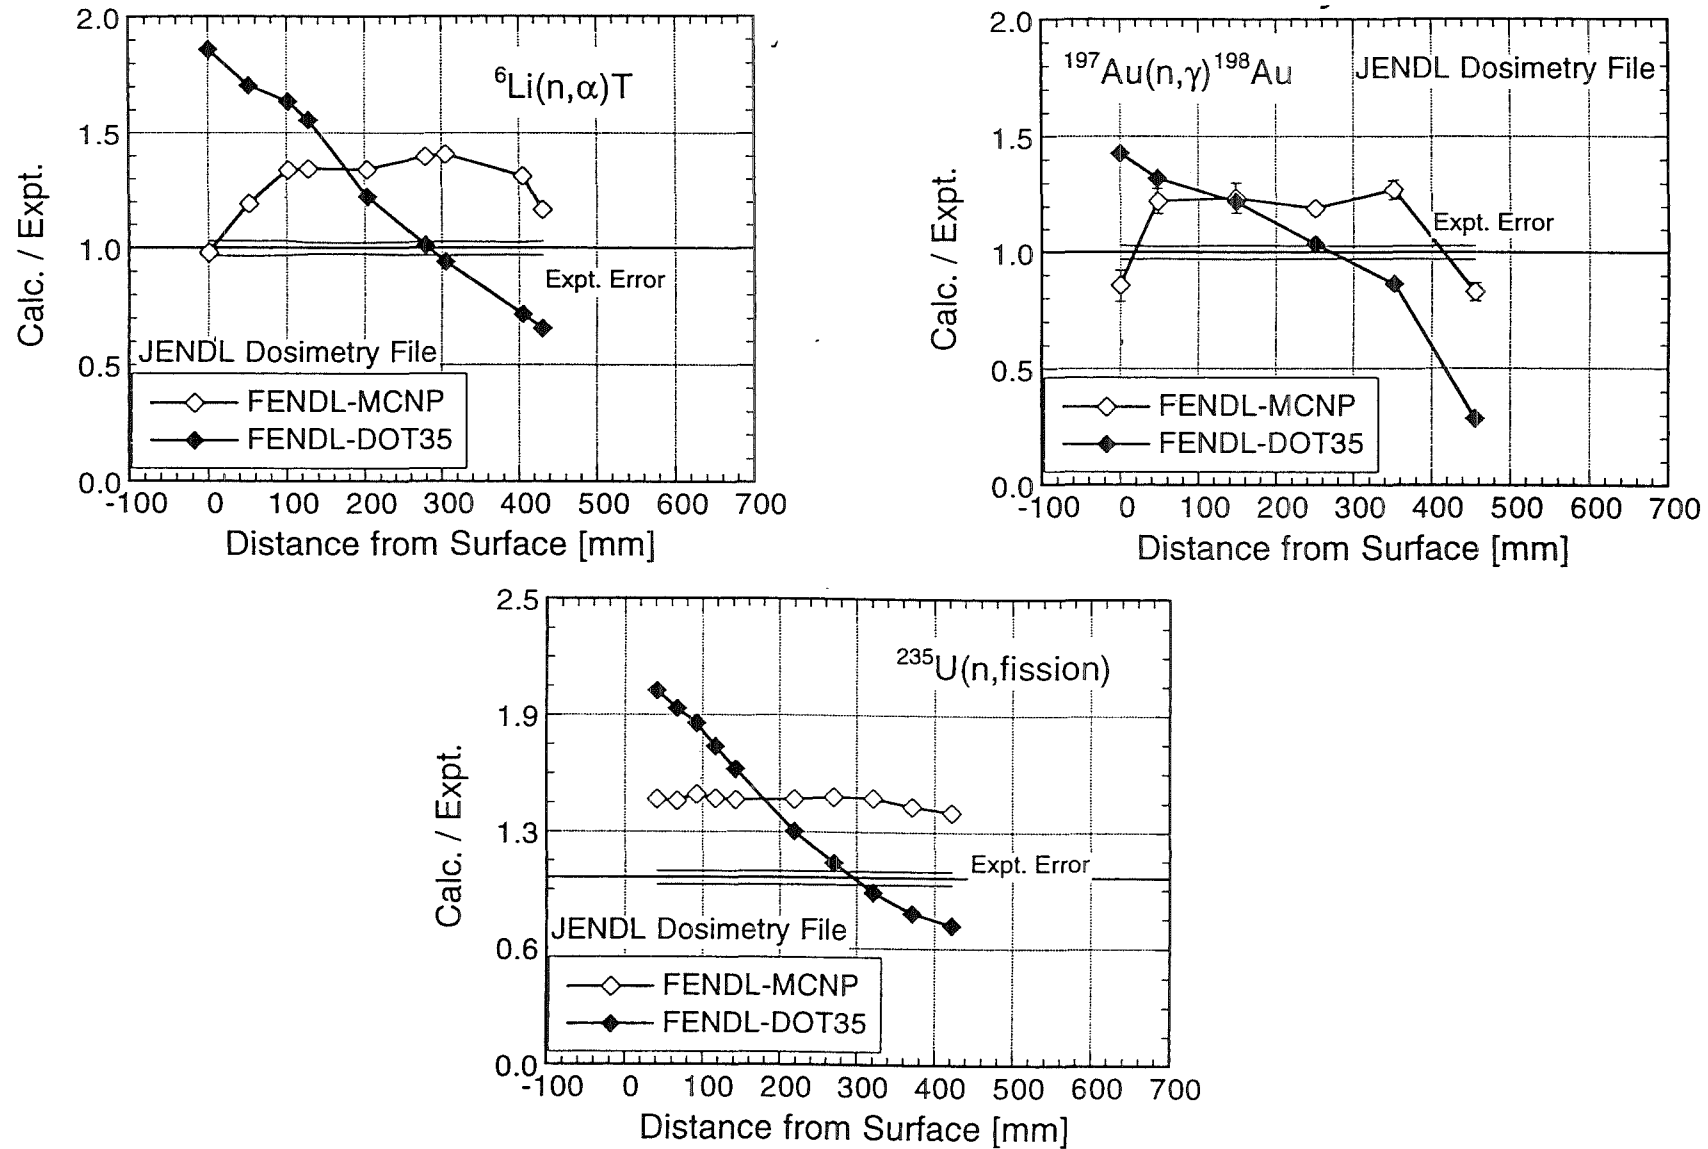 2.0
1.5
1.0
0.5
0.0
Calc. / Expt.
⁶Li(n,α)T
Expt. Error
JENDL Dosimetry File
FENDL-MCNP
FENDL-DOT35
-100 0 100 200 300 400 500 600 700
Distance from Surface [mm]
2.0
1.5
1.0
0.5
0.0
Calc. / Expt.
¹⁹⁷Au(n,γ)¹⁹⁸Au JENDL Dosimetry File
Expt. Error
FENDL-MCNP
FENDL-DOT35
-100 0 100 200 300 400 500 600 700
Distance from Surface [mm]
2.5
1.9
1.3
0.6
0.0
Calc. / Expt.
²³⁵U(n,fission)
Expt. Error
JENDL Dosimetry File
FENDL-MCNP
FENDL-DOT35
-100 0 100 200 300 400 500 600 700
Distance from Surface [mm]